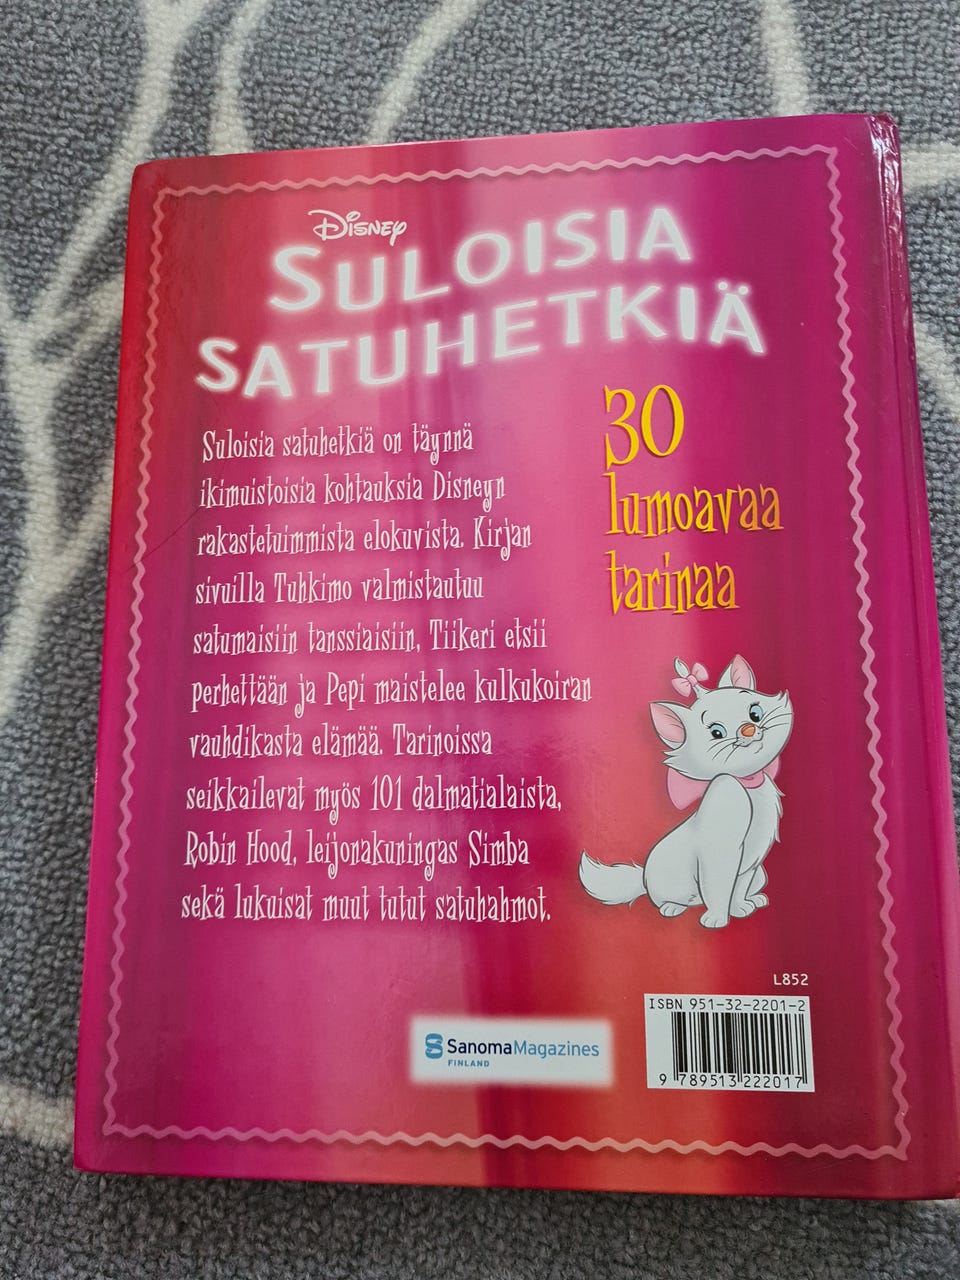 Disney
SULOISIA
SATUHETKIÄ
Suloisia satuhetkiä on täynnä
ikimuistoisia kohtauksia Disneyn
rakastetuimmista elokuvista. Kirjan
sivuilla Tuhkimo valmistautuu
satumaisiin tanssiaisiin, Tiikeri etsii
perhettään ja Pepi maistelee kulkukoiran
vauhdikasta elämää. Tarinoissa
seikkailevat myös 101 dalmatialaista,
Robin Hood, leijonakuningas Simba
sekä lukuisat muut tutut satuhahmot.
30
lumoavaa
tarinaa
L852
ISBN 951-32-2201-2
9 789513 222017
SanomaMagazines
FINLAND